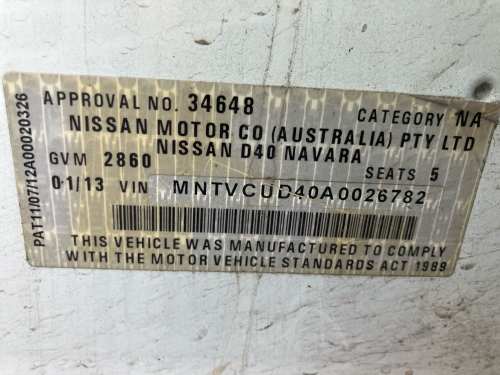 APPROVAL NO. 34648 CATEGORY NA
NISSAN MOTOR CO (AUSTRALIA) PTY LTD
NISSAN D40 NAVARA
GVM 2860 SEATS 5
01/13 VIN MNTVCUD40A0026782
THIS VEHICLE WAS MANUFACTURED TO COMPLY
WITH THE MOTOR VEHICLE STANDARDS ACT 1989
PAT11/07/12A00020326